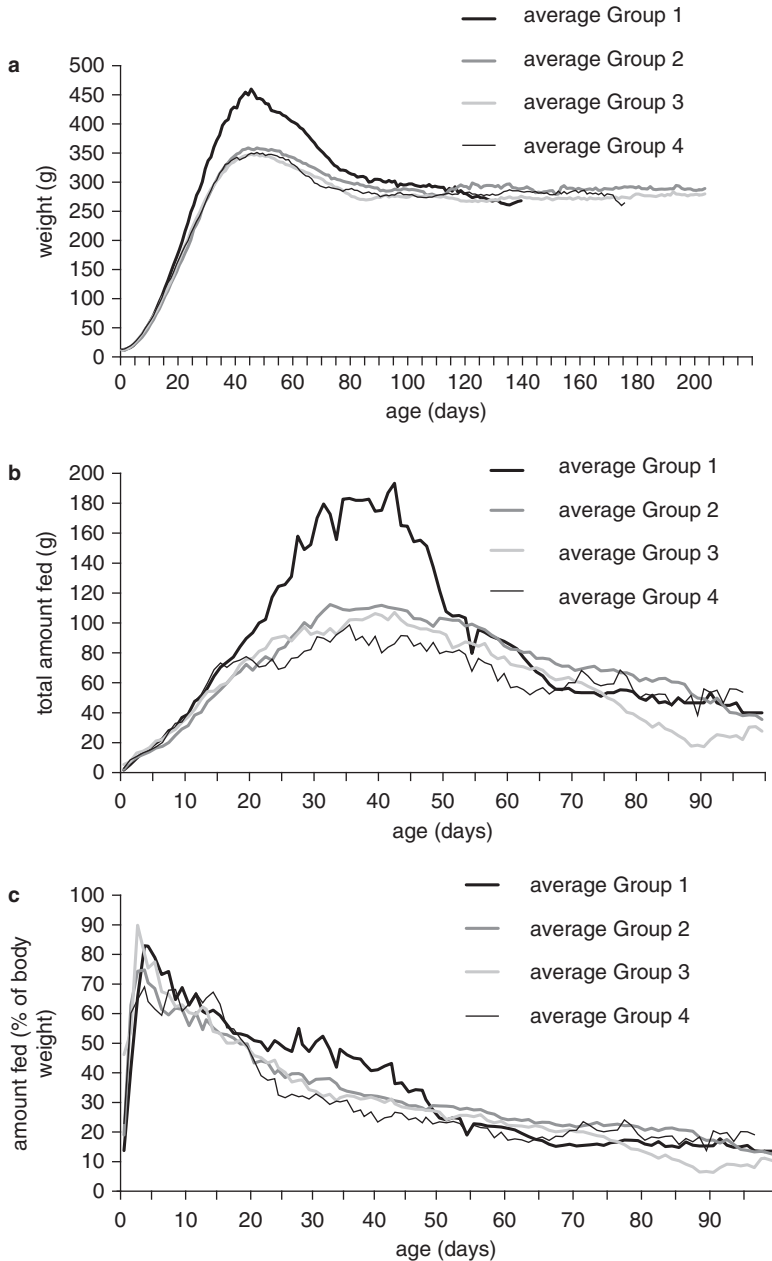 average Group 1
average Group 2
average Group 3
average Group 4
a
weight (g)
500
450
400
350
300
250
200
150
100
50
0
0 20 40 60 80 100 120 140 160 180 200
age (days)
b
average Group 1
average Group 2
average Group 3
average Group 4
total amount fed (g)
200
180
160
140
120
100
80
60
40
20
0
0 10 20 30 40 50 60 70 80 90
age (days)
c
average Group 1
average Group 2
average Group 3
average Group 4
amount fed (% of body
weight)
100
90
80
70
60
50
40
30
20
10
0
0 10 20 30 40 50 60 70 80 90
age (days)